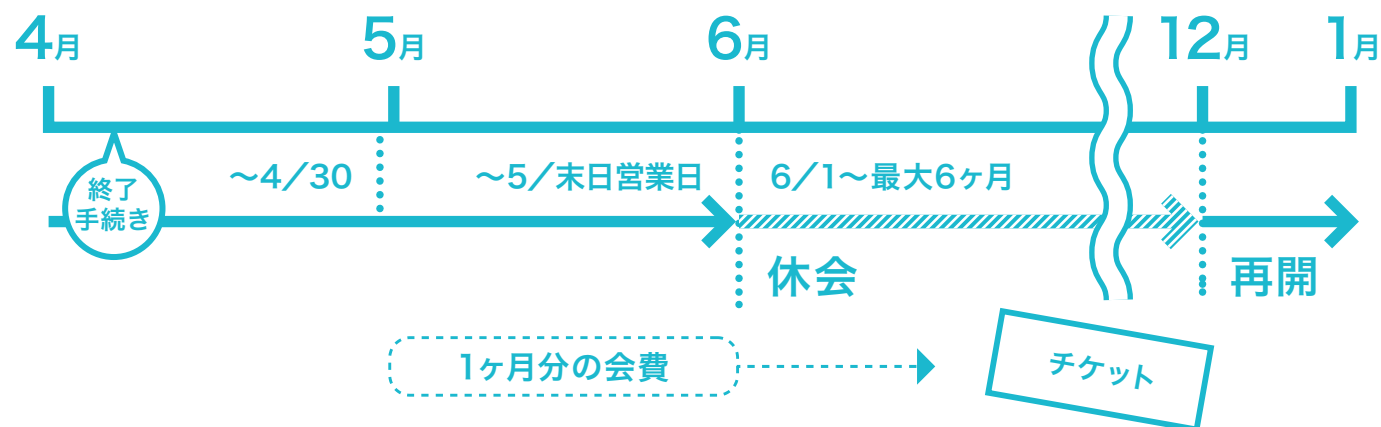 4月
5月
6月
12月
1月
終了
手続き
〜4/30
〜5/末日営業日
6/1〜最大6ヶ月
休会
再開
1ヶ月分の会費
チケット